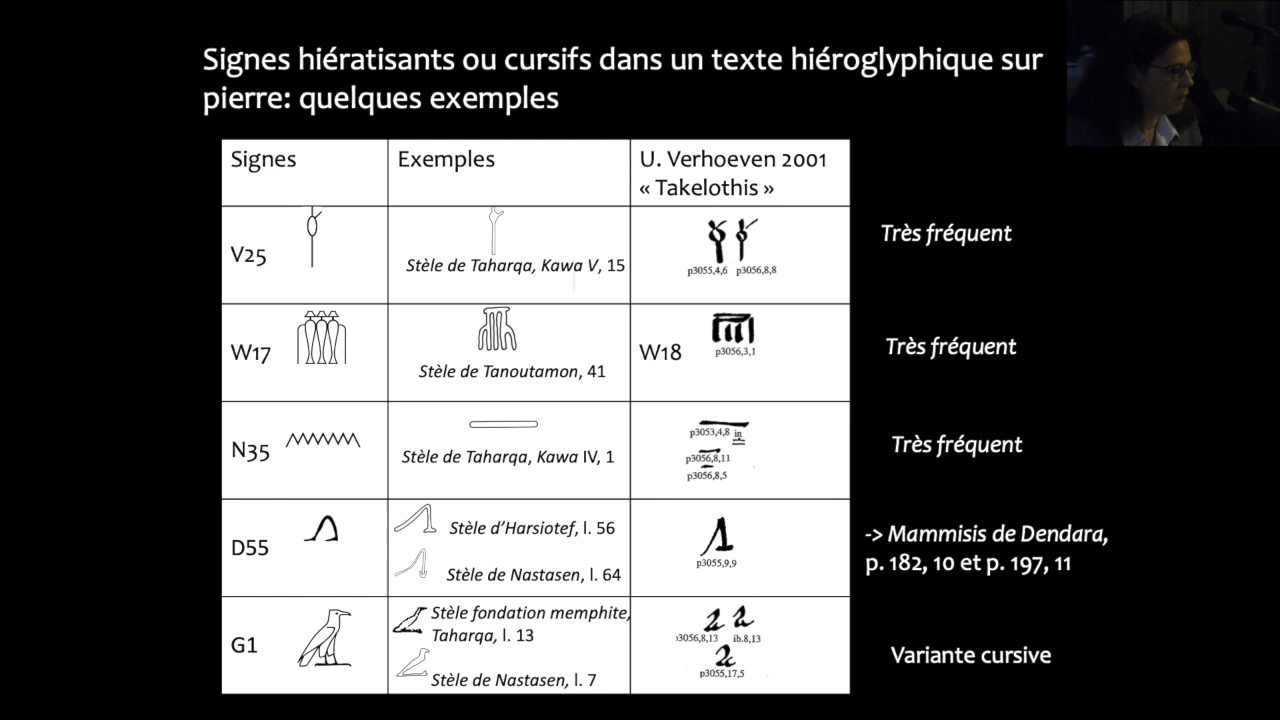 Signes hiératisants ou cursifs dans un texte hiéroglyphique sur
pierre: quelques exemples
Signes
Exemples
U. Verhoeven 2001
« Takelothis »
V25
Stèle de Taharqa, Kawa V, 15
p3055,4,6 p3056,8,8
Très fréquent
W17
Stèle de Tanoutamon, 41
W18
p3056,3,1
Très fréquent
N35
Stèle de Taharqa, Kawa IV, 1
p3053,4,8 in
p3056,8,11
p3056,8,5
Très fréquent
D55
Stèle d’Harsiotef, l. 56
Stèle de Nastasen, l. 64
p3055,9,9
-> Mammisis de Dendara,
p. 182, 10 et p. 197, 11
G1
Stèle fondation memphite,
Taharqa, l. 13
Stèle de Nastasen, l. 7
3056,8,13 ib.8,13
p3055,17,5
Variante cursive